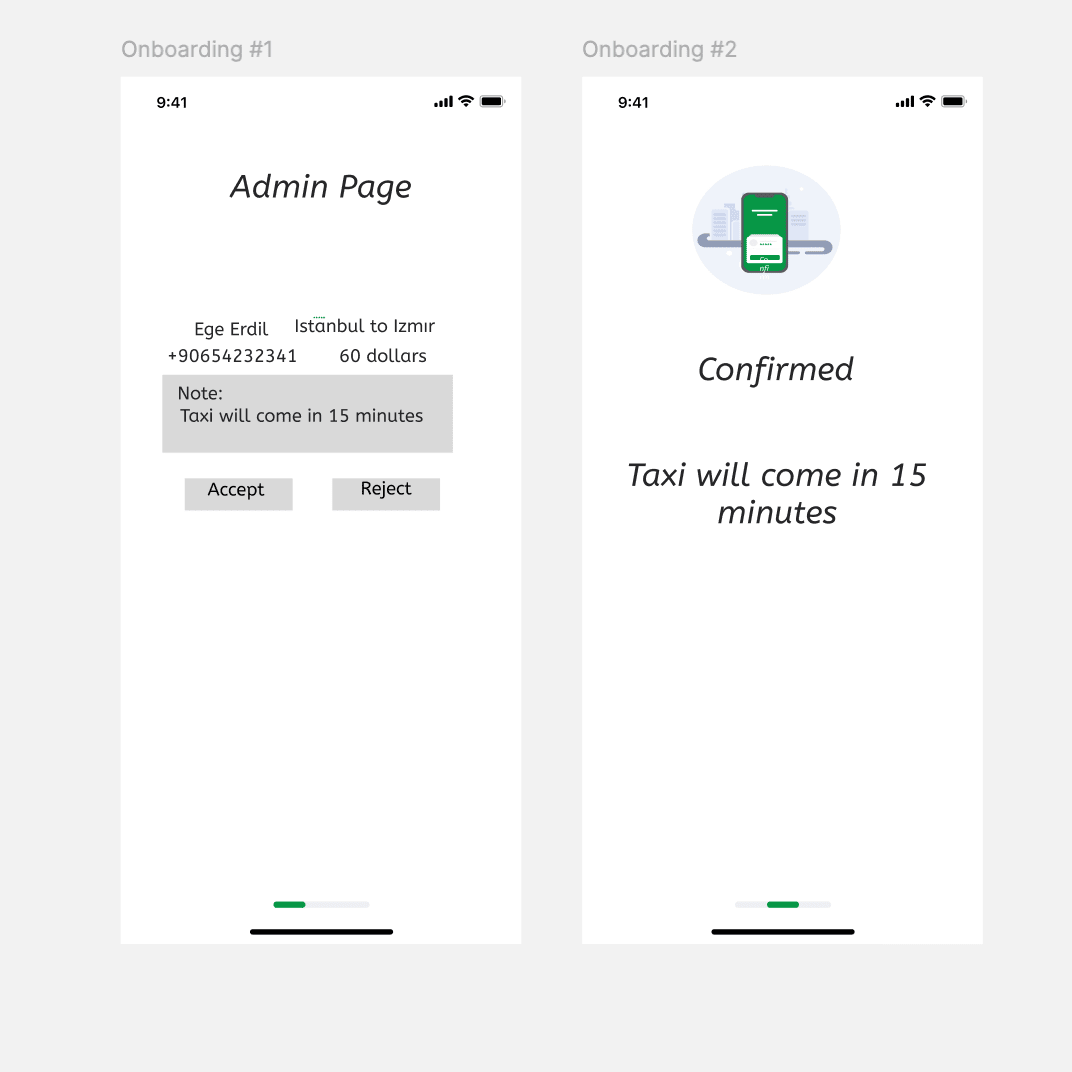 Onboarding #1
9:41
Admin Page
Ege Erdil
Istanbul to Izmır
+90654232341
60 dollars
Note:
Taxi will come in 15 minutes
Accept
Reject
Onboarding #2
9:41
Confirmed
Taxi will come in 15
minutes